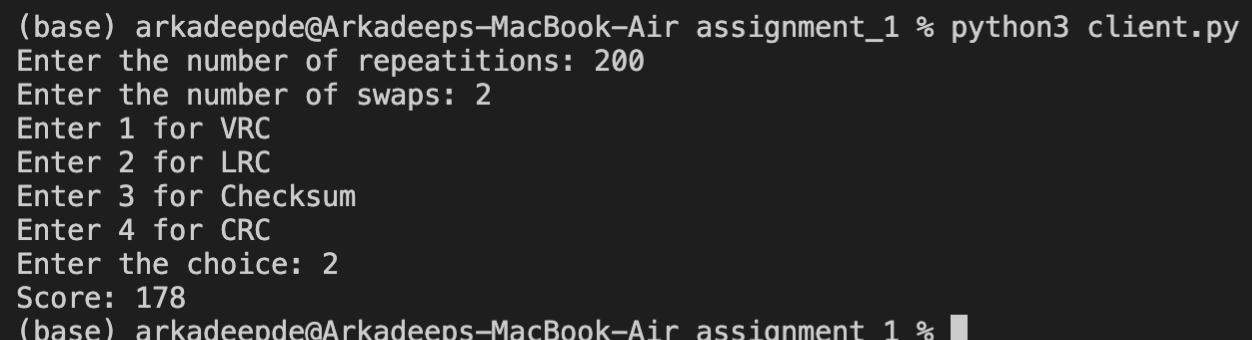 (base) arkadeepde@Arkadeeps-MacBook-Air assignment_1 % python3 client.py
Enter the number of repeatitions: 200
Enter the number of swaps: 2
Enter 1 for VRC
Enter 2 for LRC
Enter 3 for Checksum
Enter 4 for CRC
Enter the choice: 2
Score: 178
(base) arkadeepde@Arkadeeps-MacBook-Air assignment_1 %